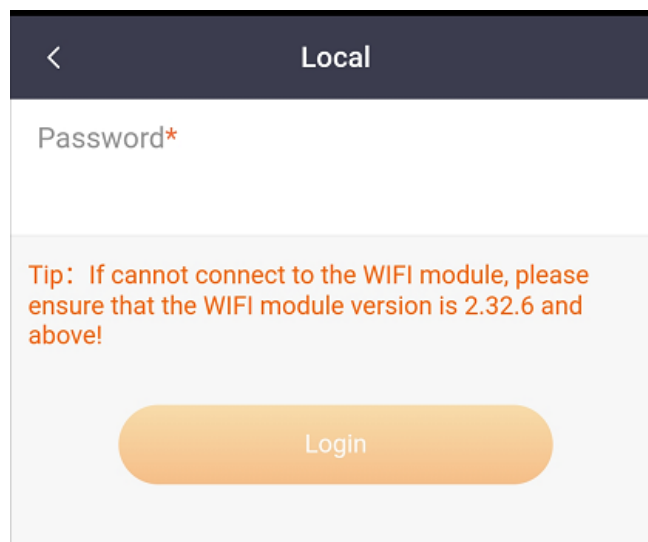 Local
Password*
Tip： If cannot connect to the WIFI module, please
ensure that the WIFI module version is 2.32.6 and
above!
Login